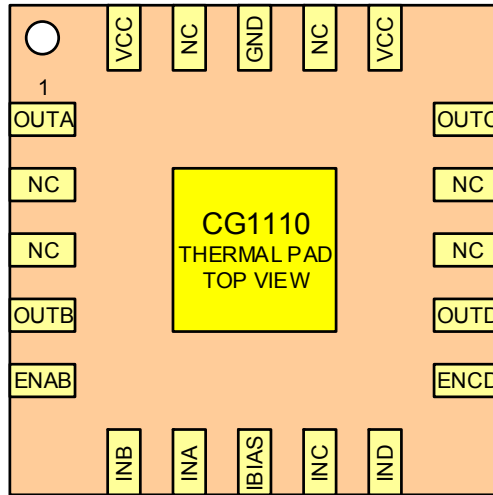 VCC
NC
GND
NC
VCC
1
OUTA
OUTC
NC
NC
CG1110
THERMAL PAD
TOP VIEW
NC
NC
OUTB
OUTD
ENAB
ENCD
INB
INA
IBIAS
INC
IND